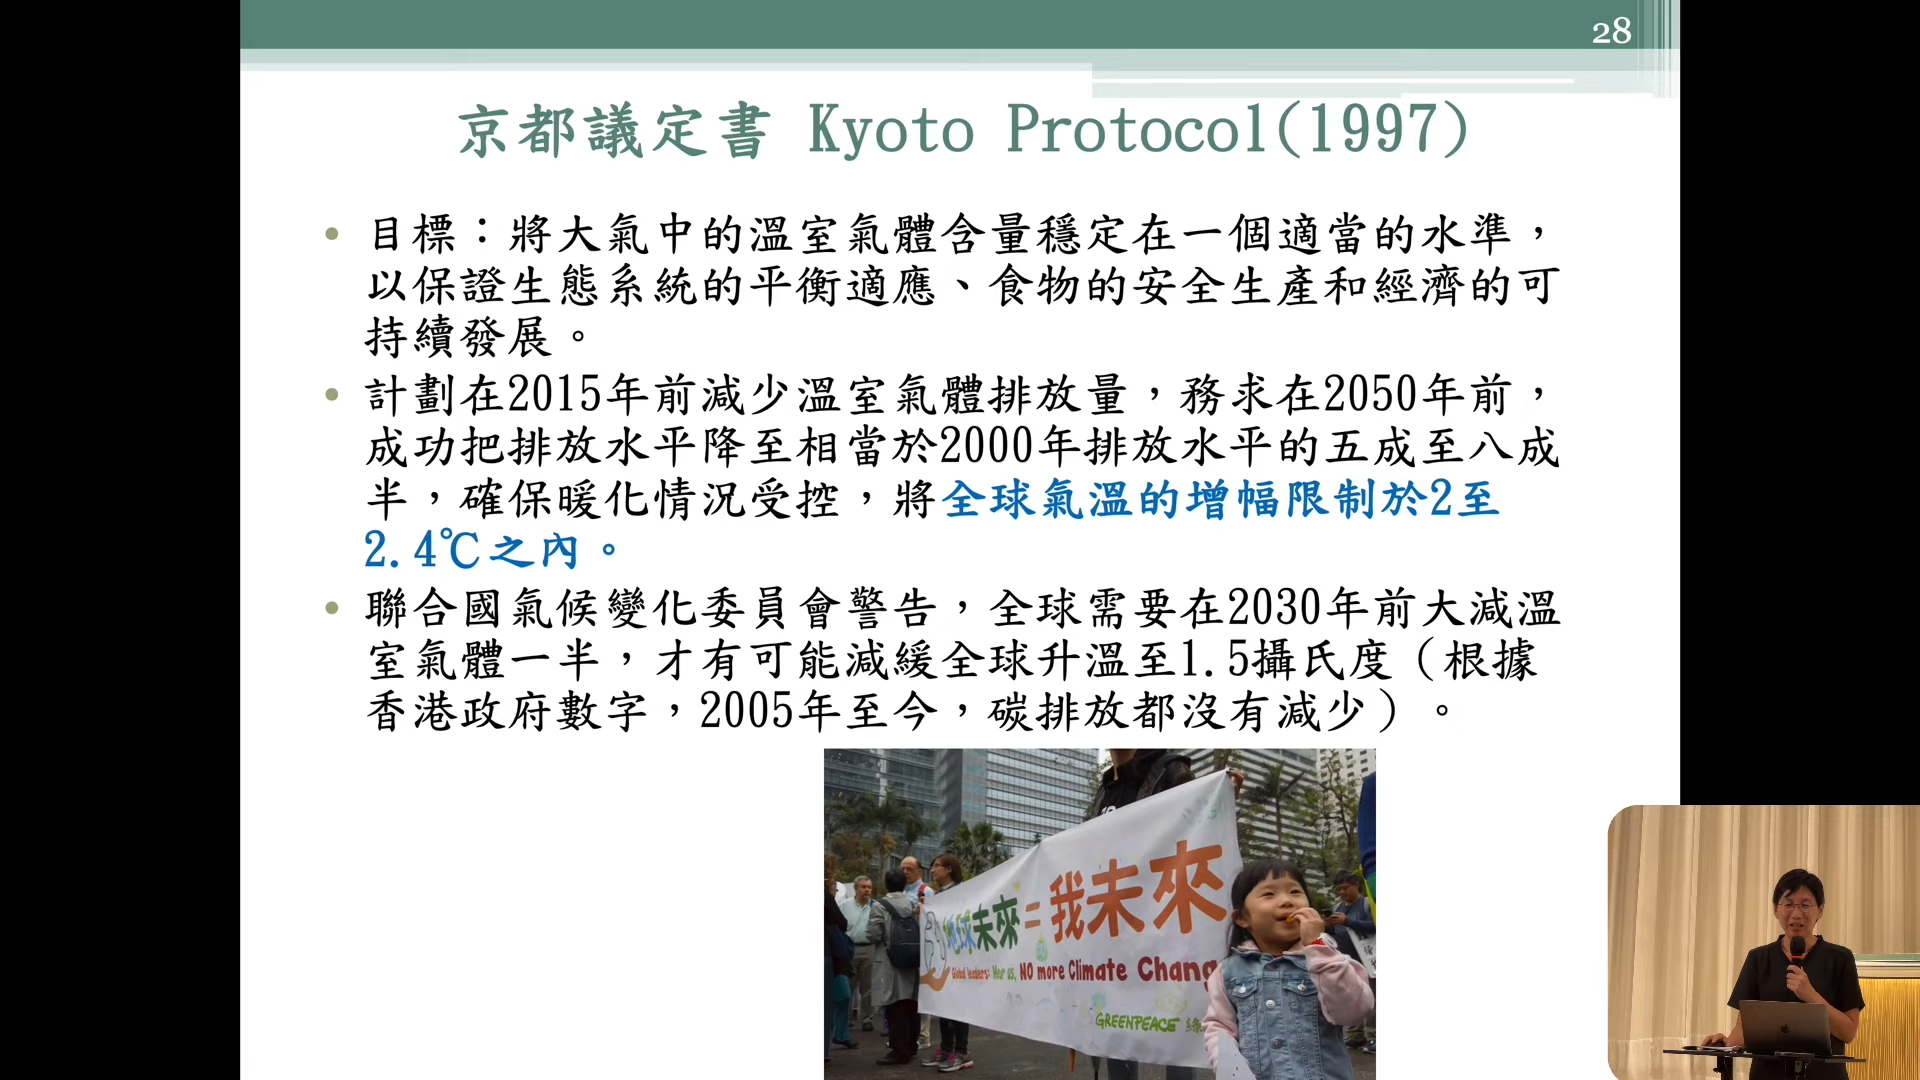 28
京都議定書 Kyoto Protocol(1997)
• 目標：將大氣中的溫室氣體含量穩定在一個適當的水準，
以保證生態系統的平衡適應、食物的安全生產和經濟的可
持續發展。
• 計劃在2015年前減少溫室氣體排放量，務求在2050年前，
成功把排放水平降至相當於2000年排放水平的五成至八成
半，確保暖化情況受控，將全球氣溫的增幅限制於2至
2.4℃之內。
• 聯合國氣候變化委員會警告，全球需要在2030年前大減溫
室氣體一半，才有可能減緩全球升溫至1.5攝氏度（根據
香港政府數字，2005年至今，碳排放都沒有減少）。
地球未來=我未來
Global leaders: Hear us, NO more Climate Chang
GREENPEACE 綠